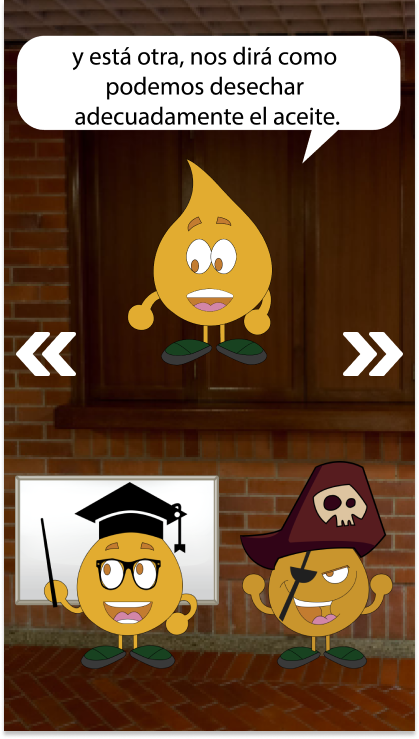 y está otra, nos dirá como
podemos desechar
adecuadamente el aceite.